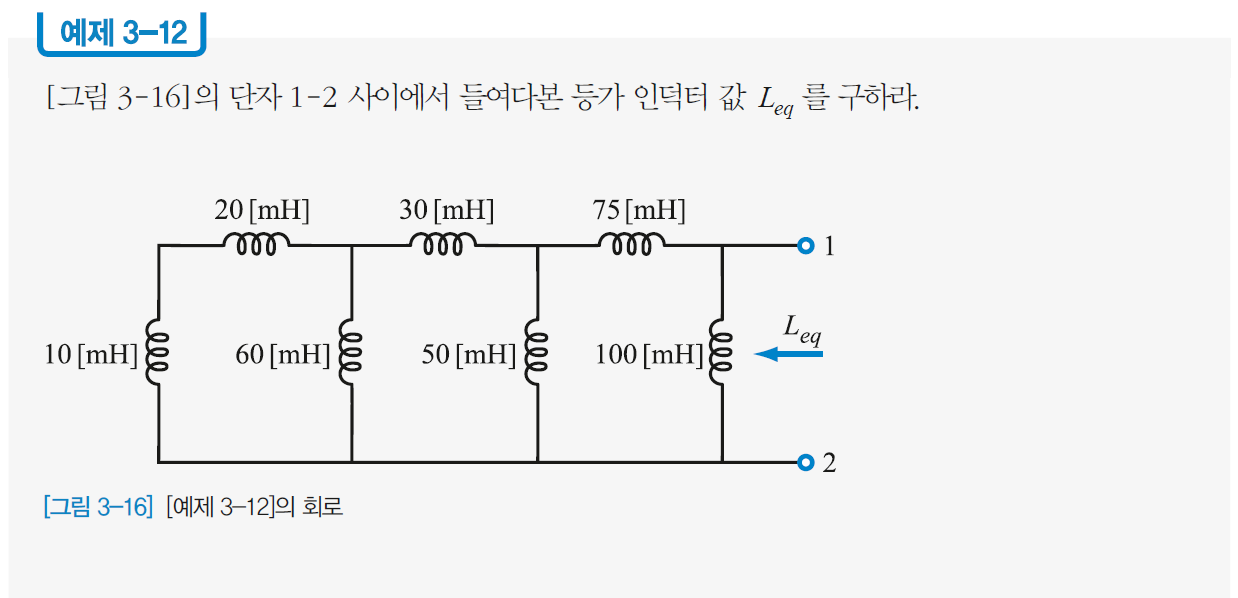 예제 3-12
[그림 3-16]의 단자 1-2 사이에서 들여다본 등가 인덕터 값 Leq 를 구하라.
20[mH] 30[mH] 75[mH]
1
Leq
10[mH] 60[mH] 50[mH] 100[mH]
2
[그림 3-16] [예제 3-12]의 회로